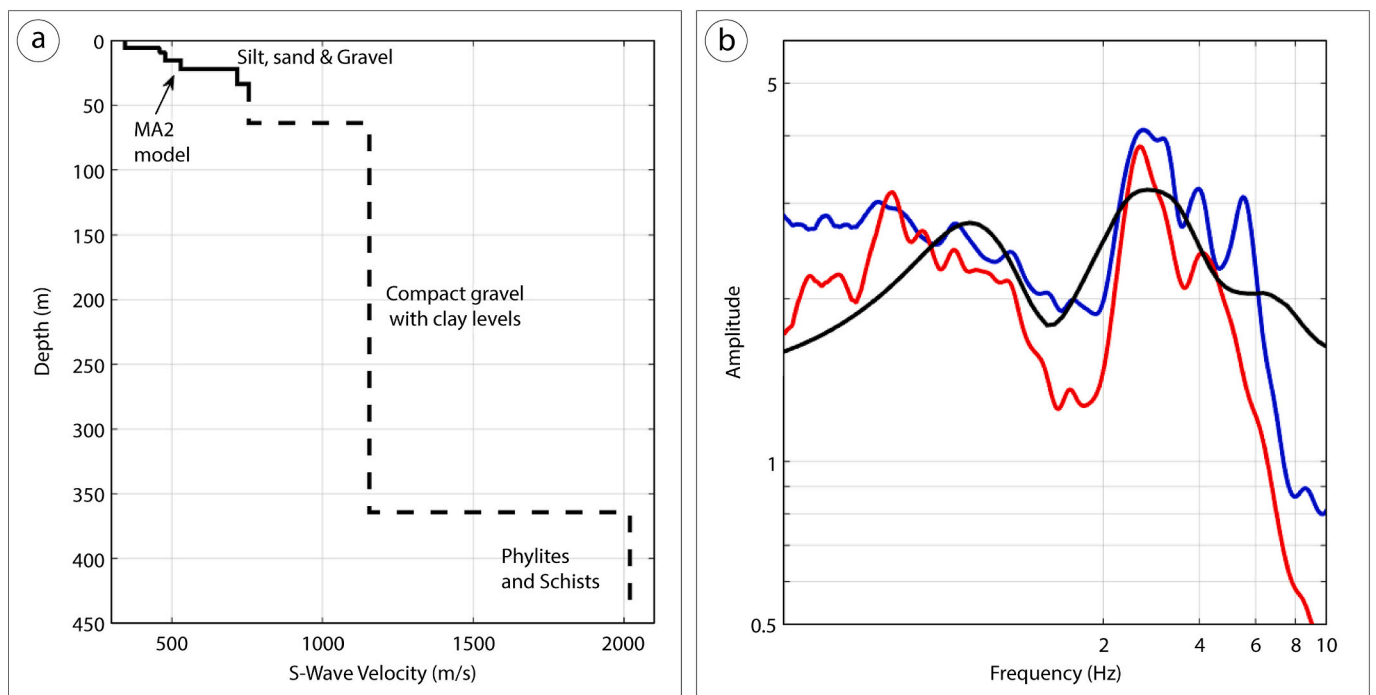 a
0
50
100
150
200
250
300
350
400
450
Depth (m)
Silt, sand & Gravel
MA2
model
Compact gravel
with clay levels
Phylites
and Schists
500
1000
1500
2000
S-Wave Velocity (m/s)
b
5
1
0.5
Amplitude
2
4
6
8
10
Frequency (Hz)